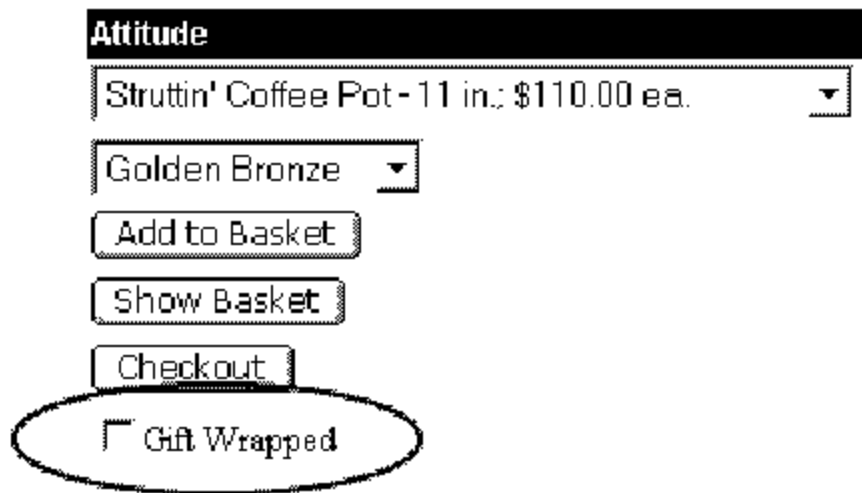 Attitude
Struttin' Coffee Pot - 11 in.; $110.00 ea.
Golden Bronze
Add to Basket
Show Basket
Checkout
Gift Wrapped